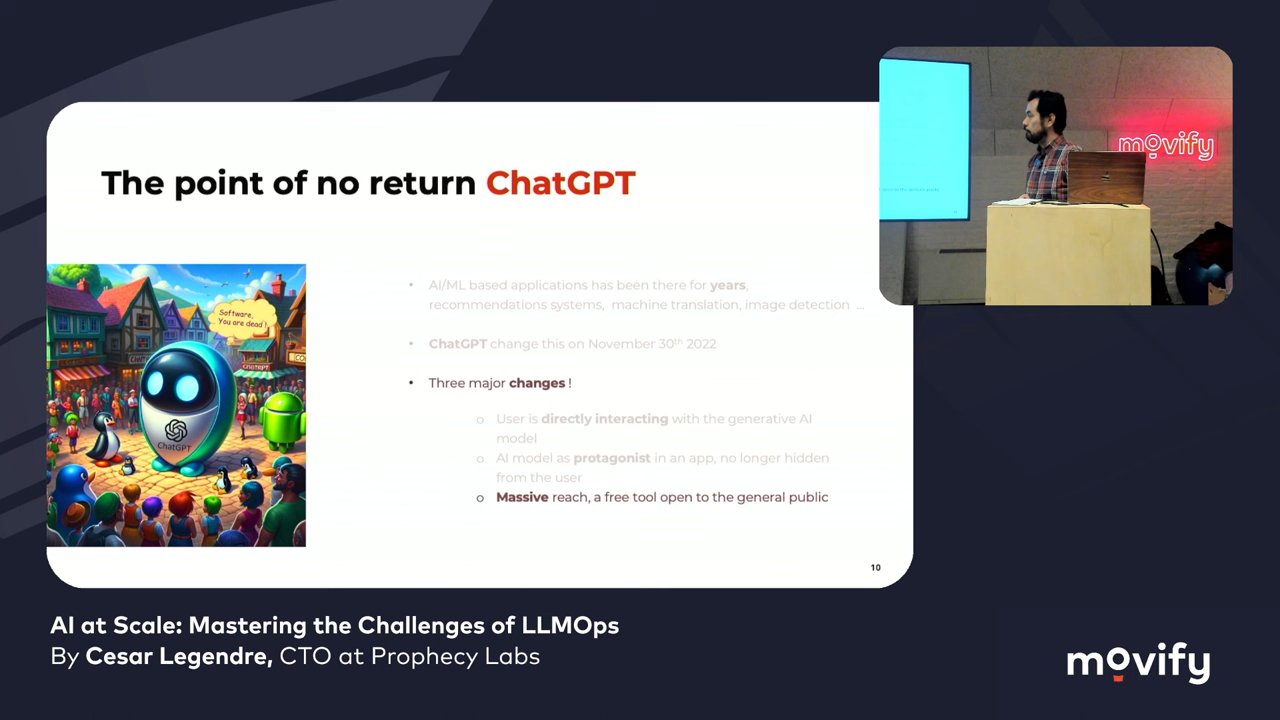 The point of no return ChatGPT
Software,
You are dead !
CHATGPT
ChatGPT
• AI/ML based applications has been there for years,
recommendations systems, machine translation, image detection ...
• ChatGPT change this on November 30th 2022
• Three major changes !
o User is directly interacting with the generative AI
model
o AI model as protagonist in an app, no longer hidden
from the user
o Massive reach, a free tool open to the general public
10
movify
AI at Scale: Mastering the Challenges of LLMOps
By Cesar Legendre, CTO at Prophecy Labs
movify